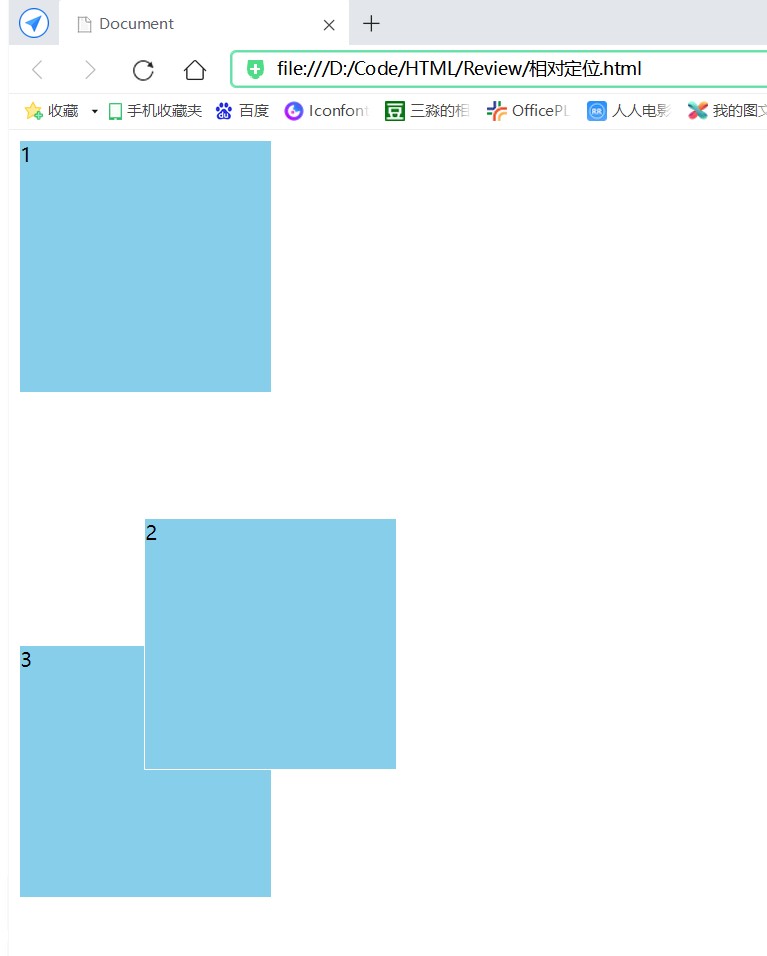 Document
file:///D:/Code/HTML/Review/相对定位.html
收藏 手机收藏夹 百度 Iconfont 三淼的相 OfficePL 人人电影 我的图文
1
2
3